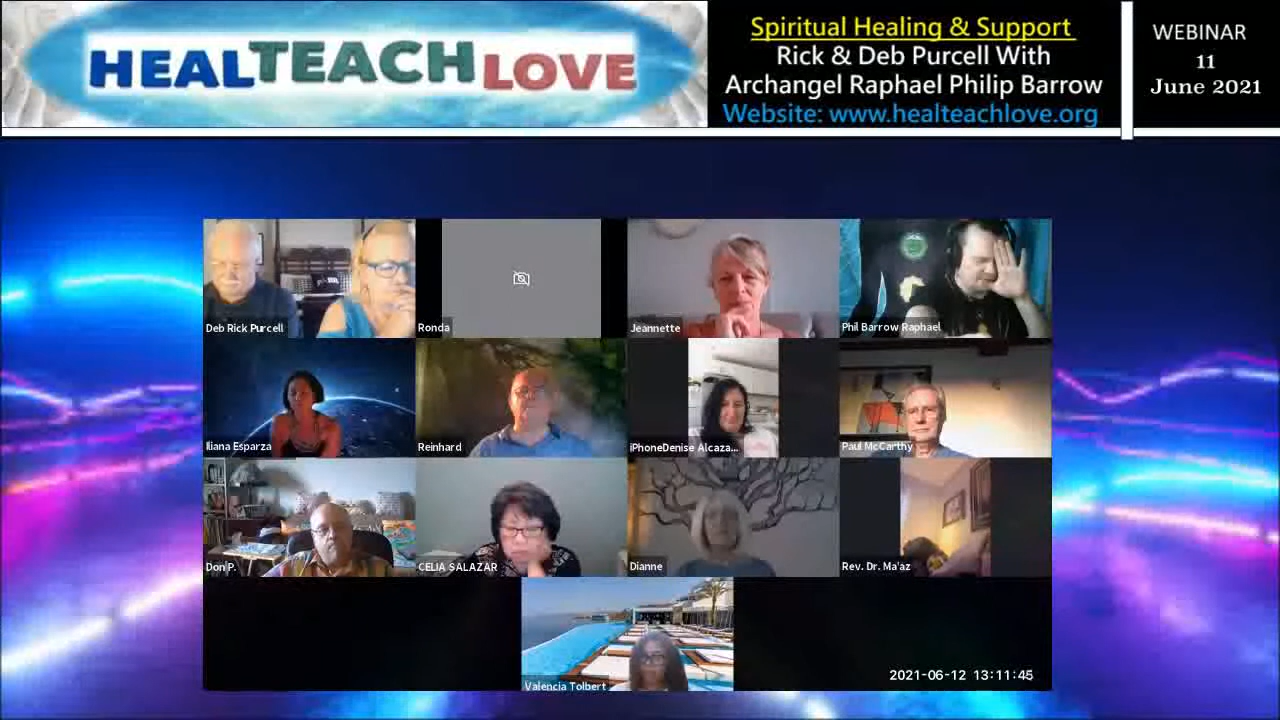 HEALTEACHLOVE
Spiritual Healing & Support
Rick & Deb Purcell With
Archangel Raphael Philip Barrow
Website: www.healteachlove.org
WEBINAR
11
June 2021
Deb Rick Purcell
Ronda
Jeannette
Phil Barrow Raphael
Iliana Esparza
Reinhard
iPhoneDenise Alcaza...
Paul McCarthy
Don P.
CELIA SALAZAR
Dianne
Rev. Dr. Ma'az
Valencia Tolbert
2021-06-12 13:11:45